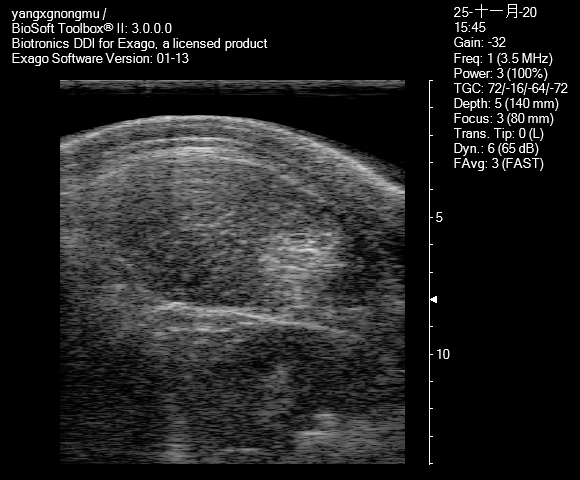 yangxgnongmu /
BioSoft Toolbox® II: 3.0.0.0
Biotronics DDI for Exago, a licensed product
Exago Software Version: 01-13
25-十一月-20
15:45
Gain: -32
Freq: 1 (3.5 MHz)
Power: 3 (100%)
TGC: 72/-16/-64/-72
Depth: 5 (140 mm)
Focus: 3 (80 mm)
Trans. Tip: 0 (L)
Dyn.: 6 (65 dB)
FAvg: 3 (FAST)
5
10